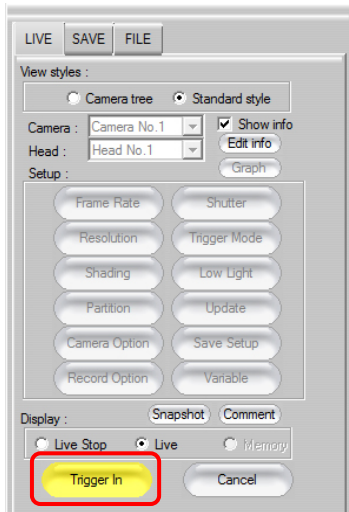 LIVE SAVE FILE
View styles :
Camera tree Standard style
Camera : Camera No.1 Show info
Head : Head No.1 Edit info
Setup : Graph
Frame Rate Shutter
Resolution Trigger Mode
Shading Low Light
Partition Update
Camera Option Save Setup
Record Option Variable
Display : Snapshot Comment
Live Stop Live Memory
Trigger In Cancel